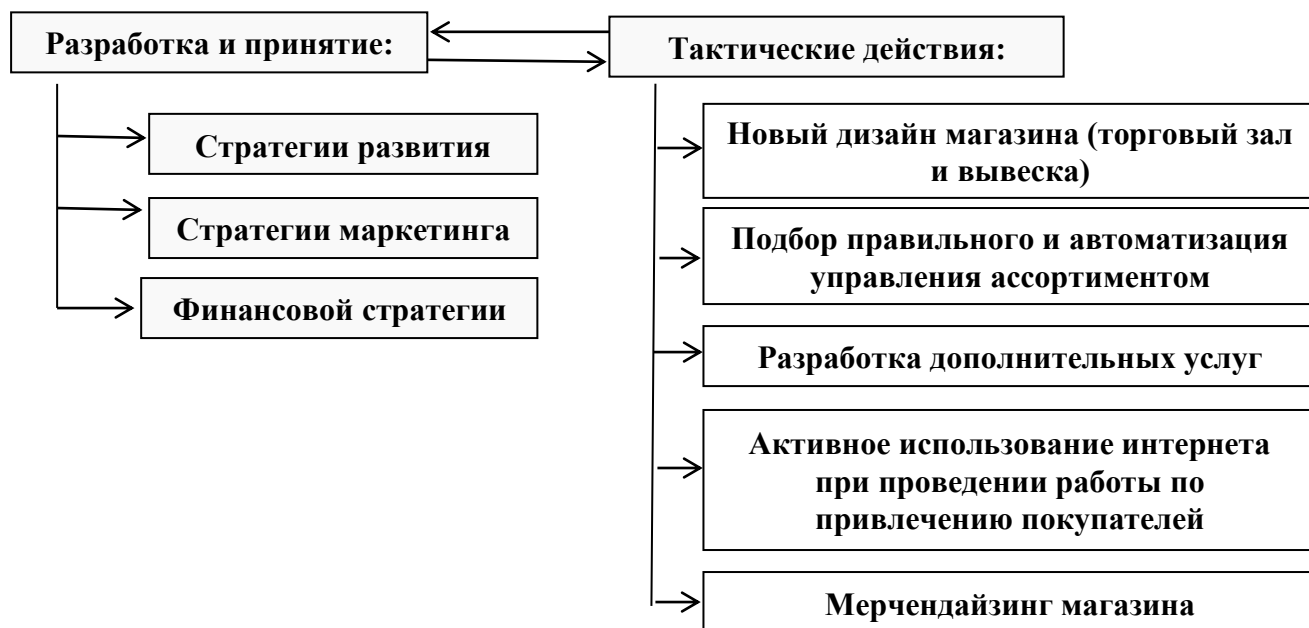 Разработка и принятие:
Стратегии развития
Стратегии маркетинга
Финансовой стратегии
Тактические действия:
Новый дизайн магазина (торговый зал
и вывеска)
Подбор правильного и автоматизация
управления ассортиментом
Разработка дополнительных услуг
Активное использование интернета
при проведении работы по
привлечению покупателей
Мерчендайзинг магазина